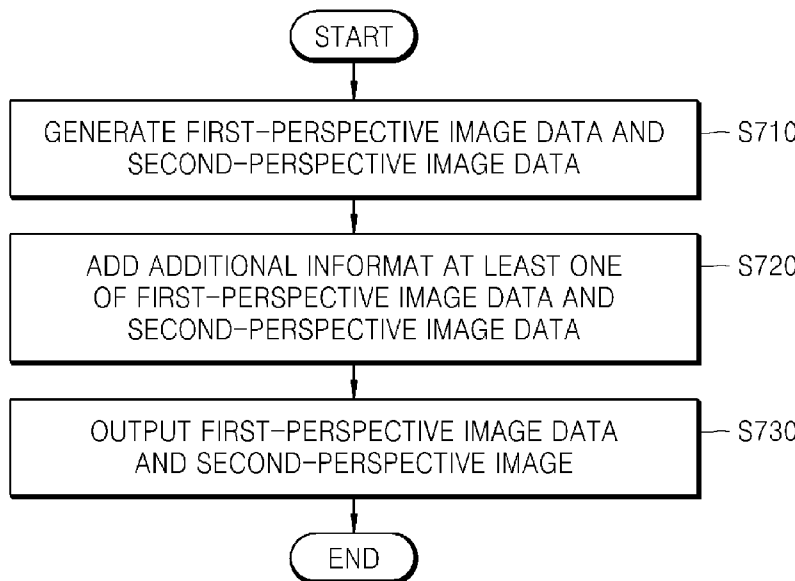 START
GENERATE FIRST-PERSPECTIVE IMAGE DATA AND
SECOND-PERSPECTIVE IMAGE DATA
S710
ADD ADDITIONAL INFORMAT AT LEAST ONE
OF FIRST-PERSPECTIVE IMAGE DATA AND
SECOND-PERSPECTIVE IMAGE DATA
S720
OUTPUT FIRST-PERSPECTIVE IMAGE DATA
AND SECOND-PERSPECTIVE IMAGE
S730
END